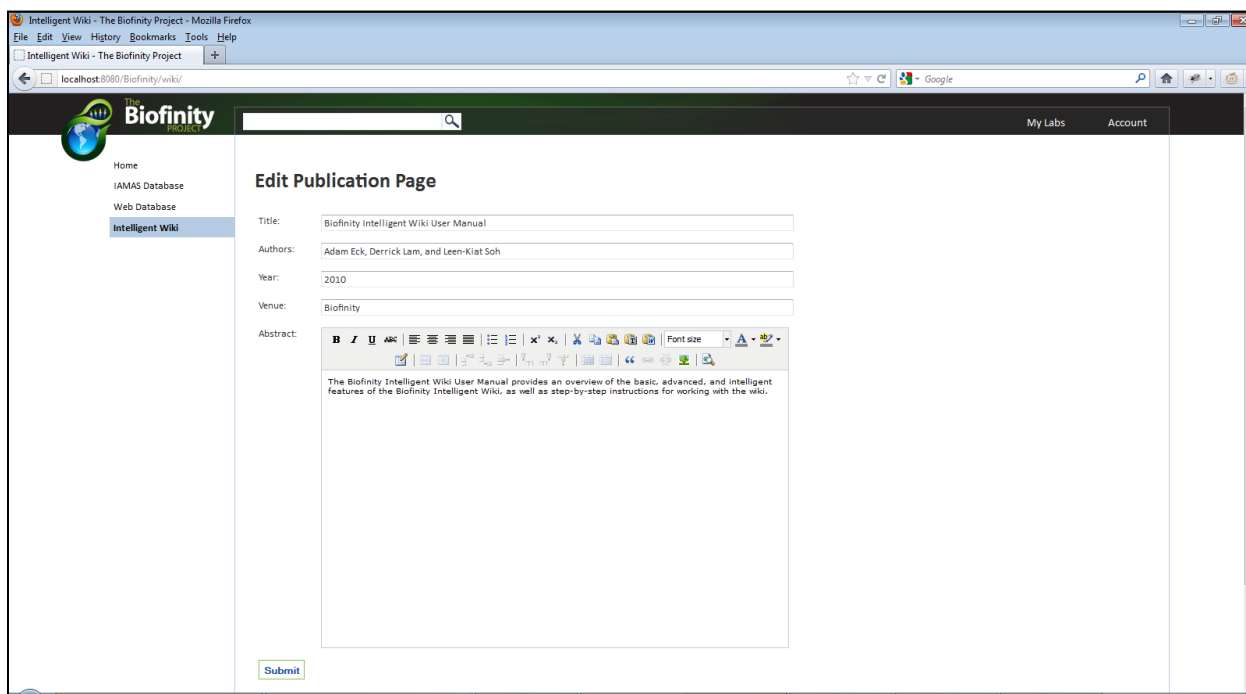 Intelligent Wiki - The Biofinity Project - Mozilla Firefox
File Edit View History Bookmarks Tools Help
Intelligent Wiki - The Biofinity Project +
localhost:8080/Biofinity/wiki/ Google
The
Biofinity
PROJECT
My Labs Account
Home
IAMAS Database
Web Database
Intelligent Wiki
Edit Publication Page
Title: Biofinity Intelligent Wiki User Manual
Authors: Adam Eck, Derrick Lam, and Leen-Kiat Soh
Year: 2010
Venue: Biofinity
Abstract:
B I U ABC x² x₂ Font size A ab
The Biofinity Intelligent Wiki User Manual provides an overview of the basic, advanced, and intelligent
features of the Biofinity Intelligent Wiki, as well as step-by-step instructions for working with the wiki.
Submit